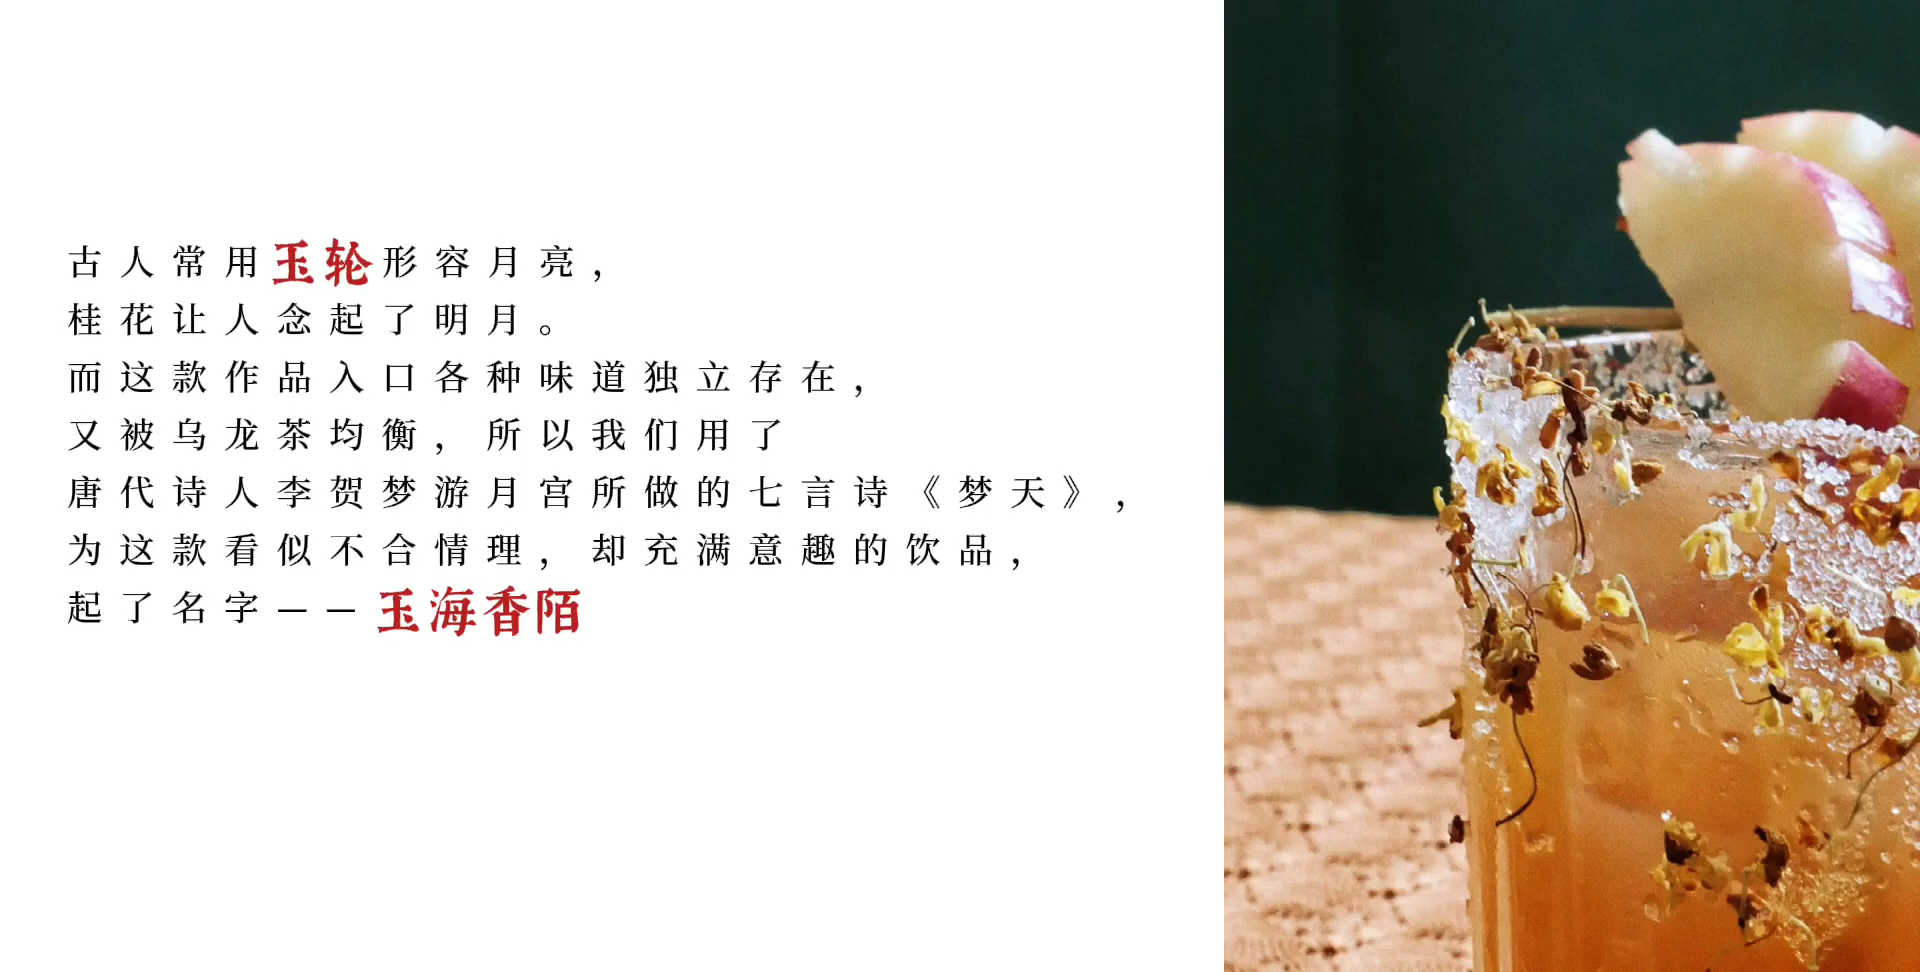 古人常用玉轮形容月亮，
桂花让人念起了明月。
而这款作品入口各种味道独立存在，
又被乌龙茶均衡，所以我们用了
唐代诗人李贺梦游月宫所做的七言诗《梦天》，
为这款看似不合情理，却充满意趣的饮品，
起了名字——玉海香陌